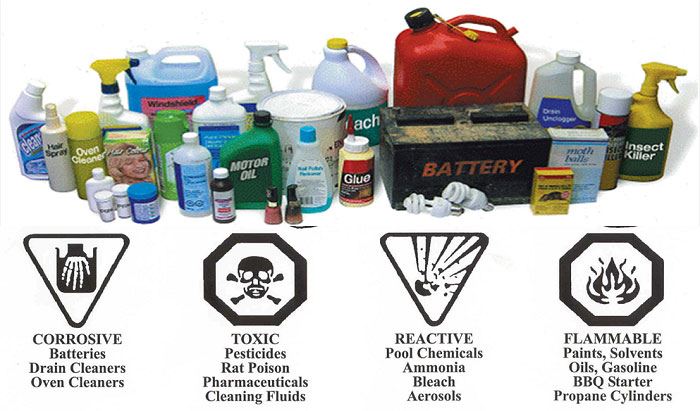 clean
Hair
Spray
Oven
Cleaner
Windshield
Hair Color
MOTOR
OIL
Nail Polish
Remover
Glue
BATTERY
Drain
Unclogger
moth
balls
Insect
Killer
CORROSIVE
Batteries
Drain Cleaners
Oven Cleaners
TOXIC
Pesticides
Rat Poison
Pharmaceuticals
Cleaning Fluids
REACTIVE
Pool Chemicals
Ammonia
Bleach
Aerosols
FLAMMABLE
Paints, Solvents
Oils, Gasoline
BBQ Starter
Propane Cylinders